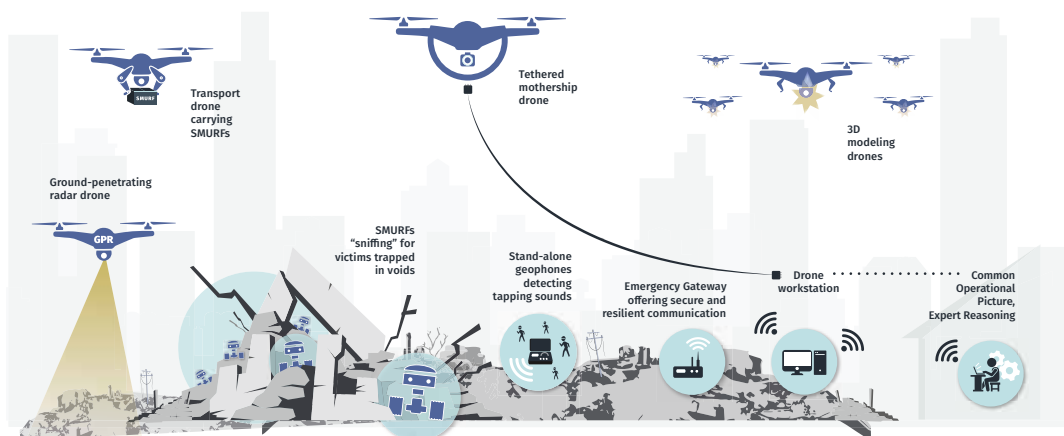 Transport
drone
carrying
SMURFs
SMURF
Tethered
mothership
drone
3D
modeling
drones
Ground-penetrating
radar drone
GPR
SMURFs
“sniffing” for
victims trapped
in voids
Stand-alone
geophones
detecting
tapping sounds
Emergency Gateway
offering secure and
resilient communication
Drone
workstation
Common
Operational
Picture,
Expert Reasoning